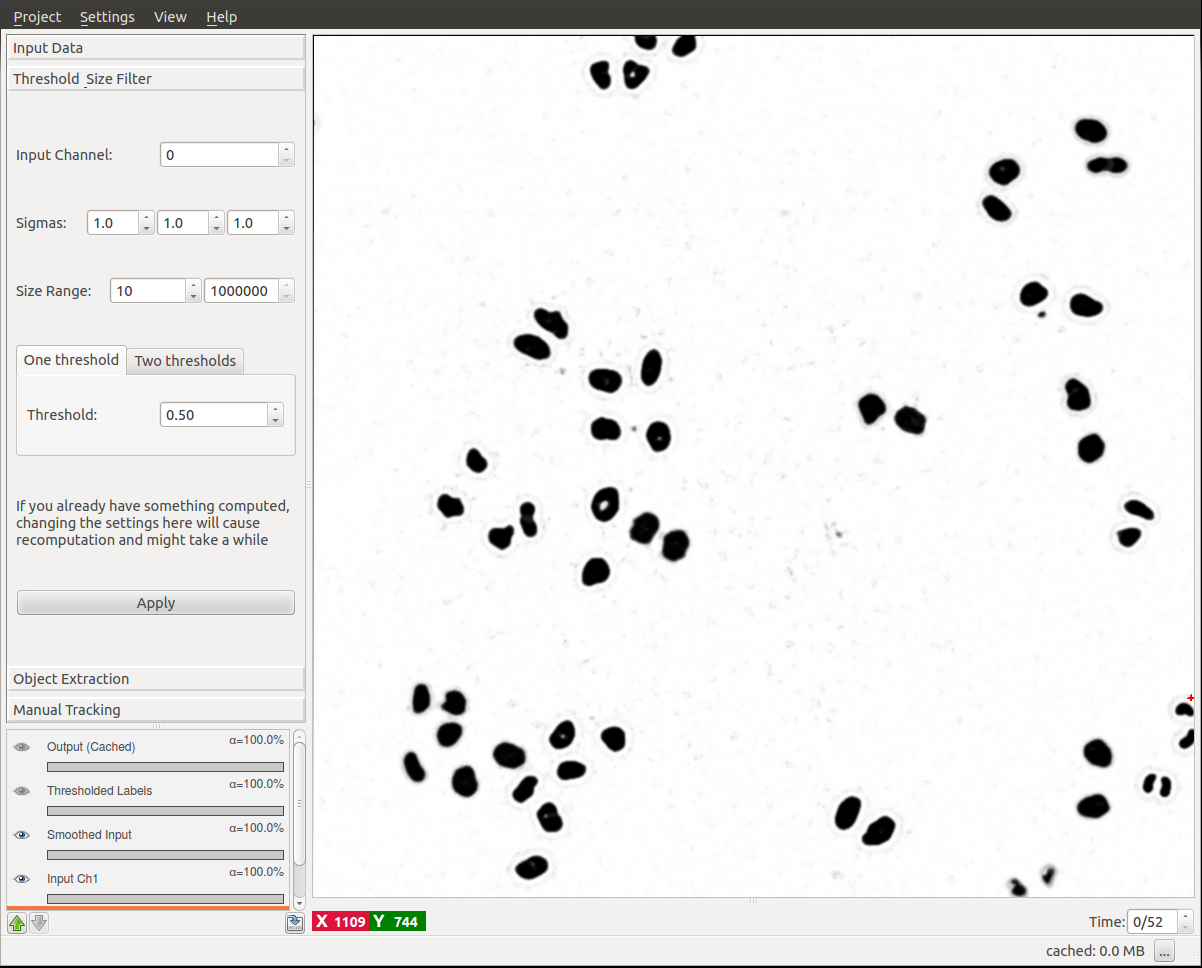 Project Settings View Help
Input Data
Threshold_Size Filter
Input Channel: 0
Sigmas: 1.0 1.0 1.0
Size Range: 10 1000000
One threshold Two thresholds
Threshold: 0.50
If you already have something computed,
changing the settings here will cause
recomputation and might take a while
Apply
Object Extraction
Manual Tracking
Output (Cached) α=100.0%
Thresholded Labels α=100.0%
Smoothed Input α=100.0%
Input Ch1 α=100.0%
X 1109 Y 744
Time: 0/52
cached: 0.0 MB ...